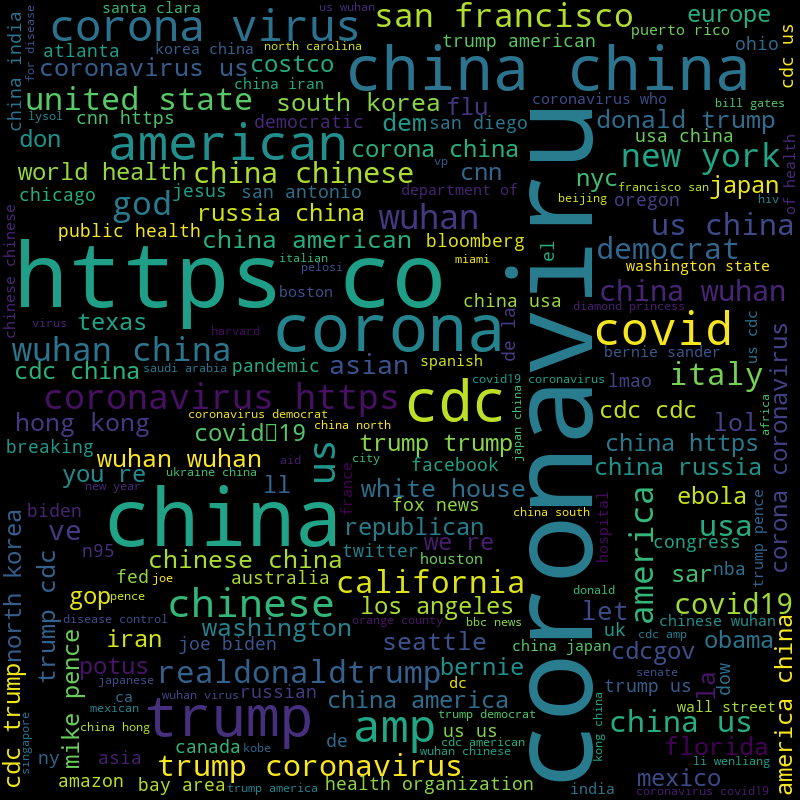 santa clara
us wuhan
corona virus
san francisco
europe
trump american
puerto rico
ohio
cdc us
china india
for disease
atlanta
korea china
north carolina
coronavirus us
costco
china china
china iran
united state
south korea
flu
coronavirus who
bill gates
lysol
cnn https
democratic
dem
san diego
donald trump
don
american
corona china
vp
usa china
new york
world health
china chinese
cnn
nyc
francisco san
japan
of health
chicago
jesus
san antonio
department of
beijing
oregon
hiv
god
russia china
wuhan
us china
public health
china american
bloomberg
el
democrat
chinese chinese
https co
italian
pelosi
miami
washington state
boston
china usa
diamond princess
china wuhan
virus
texas
harvard
corona
de la
coronaviru
covid
us cdc
wuhan china
saudi arabia
pandemic
asian
spanish
bernie sander
cdc china
covid19
coronavirus
lmao
italy
corona coronavirus
coronavirus https
cdc
japan china
cdc cdc
africa
hong kong
coronavirus democrat
china north
lol
covid19
breaking
trump trump
china https
wuhan wuhan
us
ukraine china
aid
city
facebook
china russia
you re
new year
ll
france
white house
fox news
china south
hospital
ebola
biden
china
republican
america
trump pence
ve
n95
twitter
we re
usa
congress
north korea
trump cdc
chinese china
houston
sar
nba
fed
joe
australia
california
donald
gop
pence
chinese
los angeles
let
covid19
disease control
orange county
bbc news
uk
chinese wuhan
mike pence
iran
joe biden
washington
seattle
china japan
cdc amp
obama
potus
realdonaldtrump
bernie
cdcgov
senate
japanese
wuhan virus
russian
dc
trump us
la
dow
america china
ca
mexican
china america
wall street
cdc trump
singapore
china hong
trump
amp
trump democrat
us us
kong china
china us
ny
asia
canada
kobe
de
cdc american
wuhan chinese
florida
trump coronavirus
li wenliang
amazon
bay area
trump america
health organization
india
mexico
coronavirus covid19